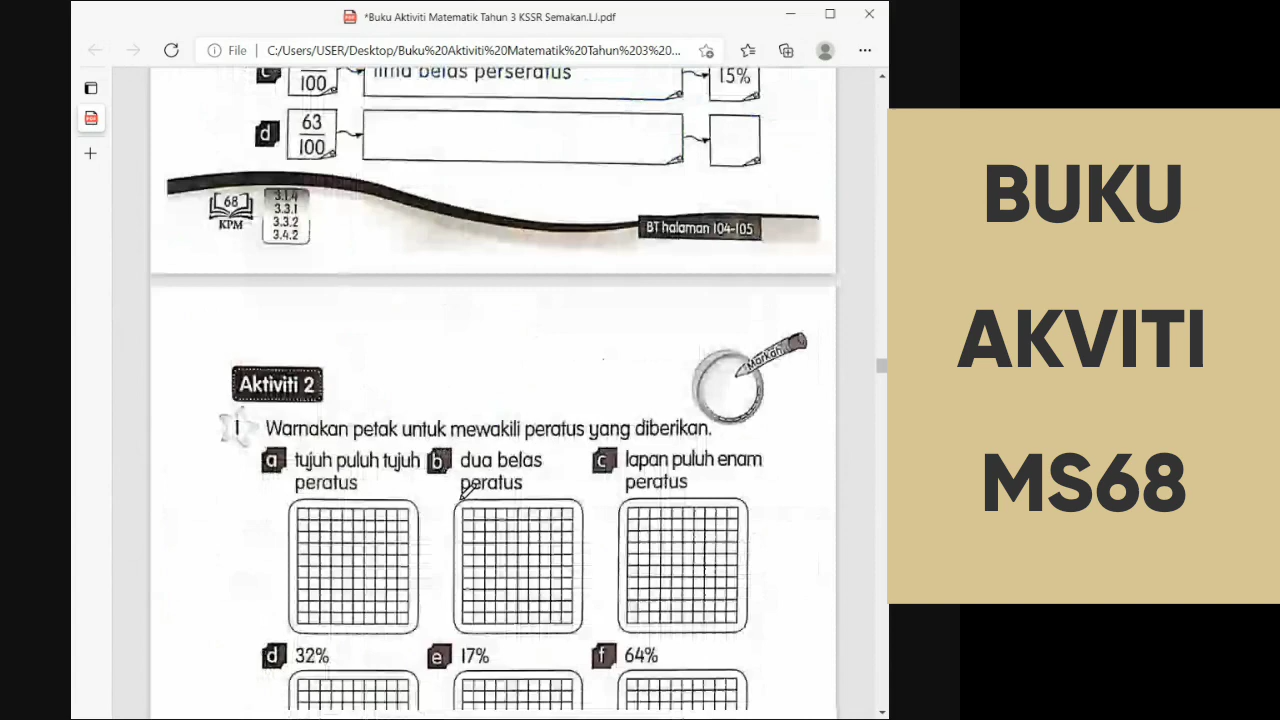 *Buku Aktiviti Matematik Tahun 3 KSSR Semakan.LJ.pdf
File | C:/Users/USER/Desktop/Buku%20Aktiviti%20Matematik%20Tahun%203%20...
c 100 lima belas perseratus 15%
d 63
100
68
KPM
3.1.4
3.3.1
3.3.2
3.4.2
BT halaman 104-105
Markah
Aktiviti 2
1 Warnakan petak untuk mewakili peratus yang diberikan.
a tujuh puluh tujuh peratus
b dua belas peratus
c lapan puluh enam peratus
d 32%
e 17%
f 64%
BUKU
AKVITI
MS68